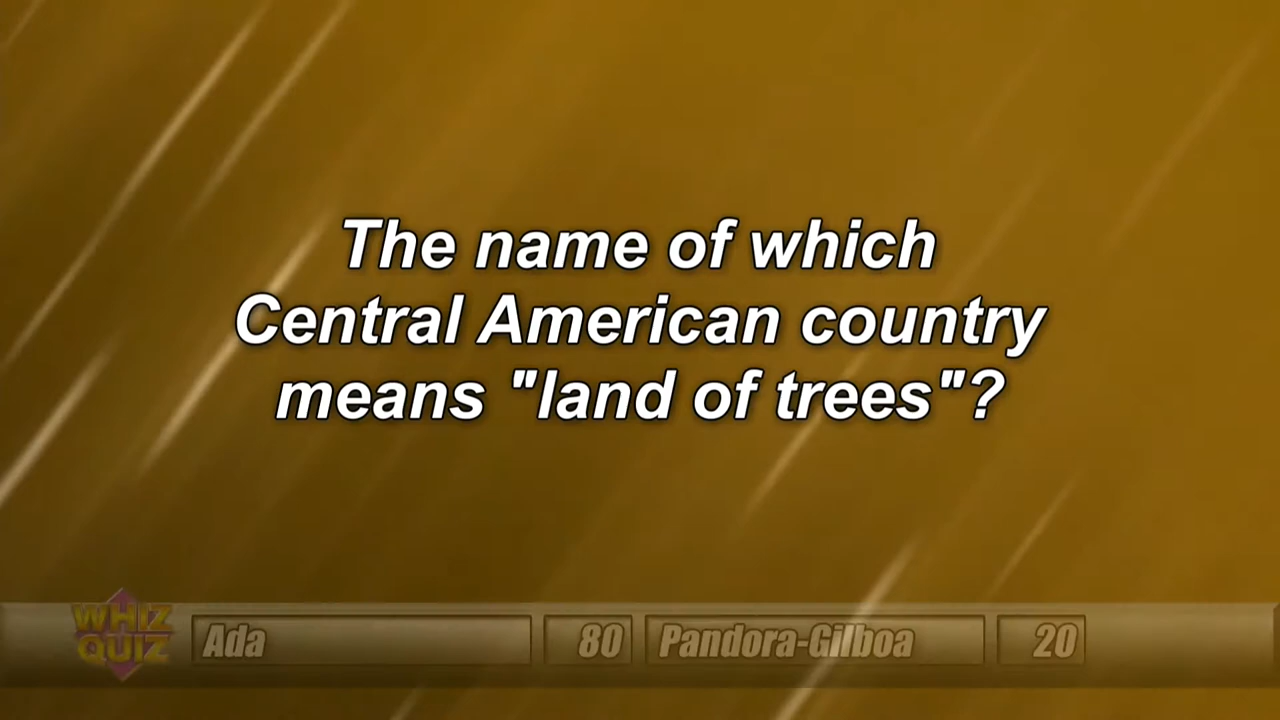 The name of which
Central American country
means "land of trees"?
WHIZ
QUIZ
Ada 80 Pandora-Gilboa 20